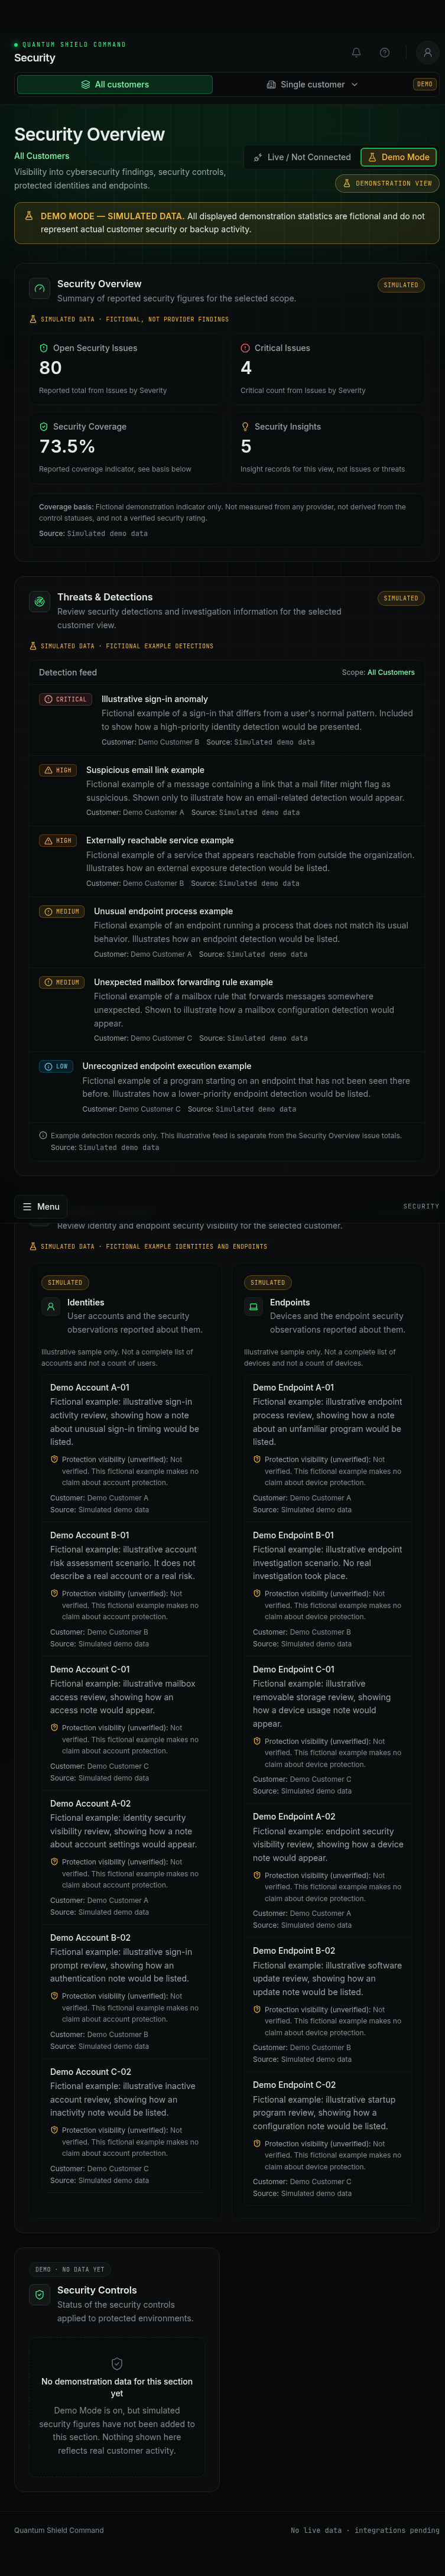 QUANTUM SHIELD COMMAND
Security
All customers
Single customer
DEMO
Security Overview
All Customers
Visibility into cybersecurity findings, security controls,
protected identities and endpoints.
Live / Not Connected
Demo Mode
DEMONSTRATION VIEW
DEMO MODE — SIMULATED DATA. All displayed demonstration statistics are fictional and do not
represent actual customer security or backup activity.
Security Overview
Summary of reported security figures for the selected scope.
SIMULATED
SIMULATED DATA · FICTIONAL, NOT PROVIDER FINDINGS
Open Security Issues
80
Reported total from Issues by Severity
Critical Issues
4
Critical count from Issues by Severity
Security Coverage
73.5%
Reported coverage indicator, see basis below
Security Insights
5
Insight records for this view, not issues or threats
Coverage basis: Fictional demonstration indicator only. Not measured from any provider, not derived from the
control statuses, and not a verified security rating.
Source: Simulated demo data
Threats & Detections
Review security detections and investigation information for the selected
customer view.
SIMULATED
SIMULATED DATA · FICTIONAL EXAMPLE DETECTIONS
Detection feed
Scope: All Customers
CRITICAL
Illustrative sign-in anomaly
Fictional example of a sign-in that differs from a user's normal pattern. Included
to show how a high-priority identity detection would be presented.
Customer: Demo Customer B Source: Simulated demo data
HIGH
Suspicious email link example
Fictional example of a message containing a link that a mail filter might flag as
suspicious. Shown only to illustrate how an email-related detection would appear.
Customer: Demo Customer A Source: Simulated demo data
HIGH
Externally reachable service example
Fictional example of a service that appears reachable from outside the organization.
Illustrates how an external exposure detection would be listed.
Customer: Demo Customer B Source: Simulated demo data
MEDIUM
Unusual endpoint process example
Fictional example of an endpoint running a process that does not match its usual
behavior. Illustrates how an endpoint detection would be listed.
Customer: Demo Customer A Source: Simulated demo data
MEDIUM
Unexpected mailbox forwarding rule example
Fictional example of a mailbox rule that forwards messages somewhere
unexpected. Shown to illustrate how a mailbox configuration detection would
appear.
Customer: Demo Customer C Source: Simulated demo data
LOW
Unrecognized endpoint execution example
Fictional example of a program starting on an endpoint that has not been seen there
before. Illustrates how a lower-priority endpoint detection would be listed.
Customer: Demo Customer C Source: Simulated demo data
Example detection records only. This illustrative feed is separate from the Security Overview issue totals.
Source: Simulated demo data
Menu
SECURITY
Review identity and endpoint security visibility for the selected customer.
SIMULATED DATA · FICTIONAL EXAMPLE IDENTITIES AND ENDPOINTS
SIMULATED
Identities
User accounts and the security
observations reported about them.
Illustrative sample only. Not a complete list of
accounts and not a count of users.
Demo Account A-01
Fictional example: illustrative sign-in
activity review, showing how a note
about unusual sign-in timing would be
listed.
Protection visibility (unverified): Not
verified. This fictional example makes no
claim about account protection.
Customer: Demo Customer A
Source: Simulated demo data
Demo Account B-01
Fictional example: illustrative account
risk assessment scenario. It does not
describe a real account or a real risk.
Protection visibility (unverified): Not
verified. This fictional example makes no
claim about account protection.
Customer: Demo Customer B
Source: Simulated demo data
Demo Account C-01
Fictional example: illustrative mailbox
access review, showing how an
access note would appear.
Protection visibility (unverified): Not
verified. This fictional example makes no
claim about account protection.
Customer: Demo Customer C
Source: Simulated demo data
Demo Account A-02
Fictional example: identity security
visibility review, showing how a note
about account settings would appear.
Protection visibility (unverified): Not
verified. This fictional example makes no
claim about account protection.
Customer: Demo Customer A
Source: Simulated demo data
Demo Account B-02
Fictional example: illustrative sign-in
prompt review, showing how an
authentication note would be listed.
Protection visibility (unverified): Not
verified. This fictional example makes no
claim about account protection.
Customer: Demo Customer B
Source: Simulated demo data
Demo Account C-02
Fictional example: illustrative inactive
account review, showing how an
inactivity note would be listed.
Protection visibility (unverified): Not
verified. This fictional example makes no
claim about account protection.
Customer: Demo Customer C
Source: Simulated demo data
SIMULATED
Endpoints
Devices and the endpoint security
observations reported about them.
Illustrative sample only. Not a complete list of
devices and not a count of devices.
Demo Endpoint A-01
Fictional example: illustrative endpoint
process review, showing how a note
about an unfamiliar program would be
listed.
Protection visibility (unverified): Not
verified. This fictional example makes no
claim about device protection.
Customer: Demo Customer A
Source: Simulated demo data
Demo Endpoint B-01
Fictional example: illustrative endpoint
investigation scenario. No real
investigation took place.
Protection visibility (unverified): Not
verified. This fictional example makes no
claim about device protection.
Customer: Demo Customer B
Source: Simulated demo data
Demo Endpoint C-01
Fictional example: illustrative
removable storage review, showing
how a device usage note would
appear.
Protection visibility (unverified): Not
verified. This fictional example makes no
claim about device protection.
Customer: Demo Customer C
Source: Simulated demo data
Demo Endpoint A-02
Fictional example: endpoint security
visibility review, showing how a device
note would appear.
Protection visibility (unverified): Not
verified. This fictional example makes no
claim about device protection.
Customer: Demo Customer A
Source: Simulated demo data
Demo Endpoint B-02
Fictional example: illustrative software
update review, showing how an
update note would be listed.
Protection visibility (unverified): Not
verified. This fictional example makes no
claim about device protection.
Customer: Demo Customer B
Source: Simulated demo data
Demo Endpoint C-02
Fictional example: illustrative startup
program review, showing how a
configuration note would be listed.
Protection visibility (unverified): Not
verified. This fictional example makes no
claim about device protection.
Customer: Demo Customer C
Source: Simulated demo data
DEMO · NO DATA YET
Security Controls
Status of the security controls
applied to protected environments.
No demonstration data for this section
yet
Demo Mode is on, but simulated
security figures have not been added to
this section. Nothing shown here
reflects real customer activity.
Quantum Shield Command
No live data · integrations pending